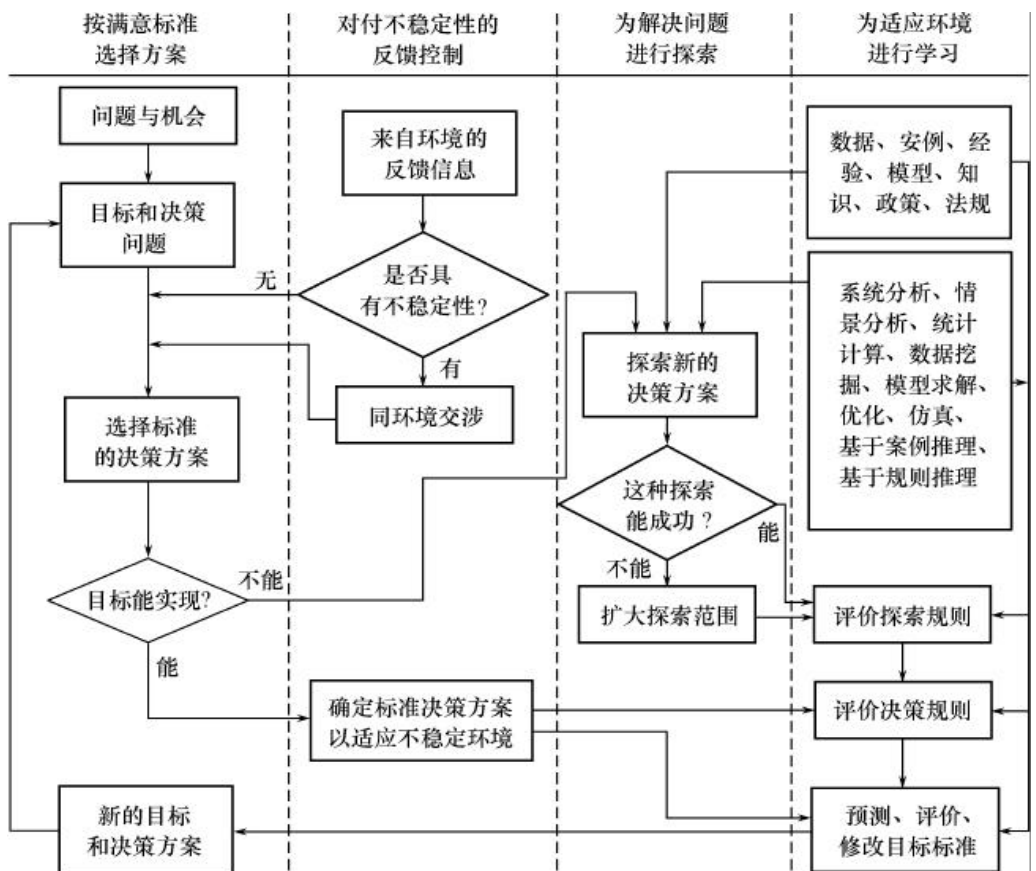 按满意标准
选择方案
对付不稳定性的
反馈控制
为解决问题
进行探索
为适应环境
进行学习
问题与机会
来自环境的
反馈信息
数据、安例、经
验、模型、知
识、政策、法规
目标和决策
问题
无
是否具
有不稳定性?
有
同环境交涉
探索新的
决策方案
系统分析、情
景分析、统计
计算、数据挖
掘、模型求解、
优化、仿真、
基于案例推理、
基于规则推理
选择标准
的决策方案
这种探索
能成功?
能
不能
目标能实现?
不能
能
扩大探索范围
评价探索规则
确定标准决策方案
以适应不稳定环境
评价决策规则
新的目标
和决策方案
预测、评价、
修改目标标准